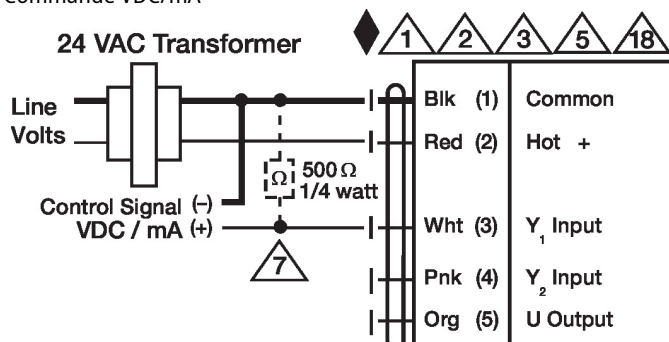 Commande VDC/mA
24 VAC Transformer
1 2 3 5 18
Line
Volts
Blk (1) Common
Red (2) Hot +
Ω 500 Ω
1/4 watt
Control Signal (–)
VDC / mA (+)
Wht (3) Y1 Input
7
Pnk (4) Y2 Input
Org (5) U Output